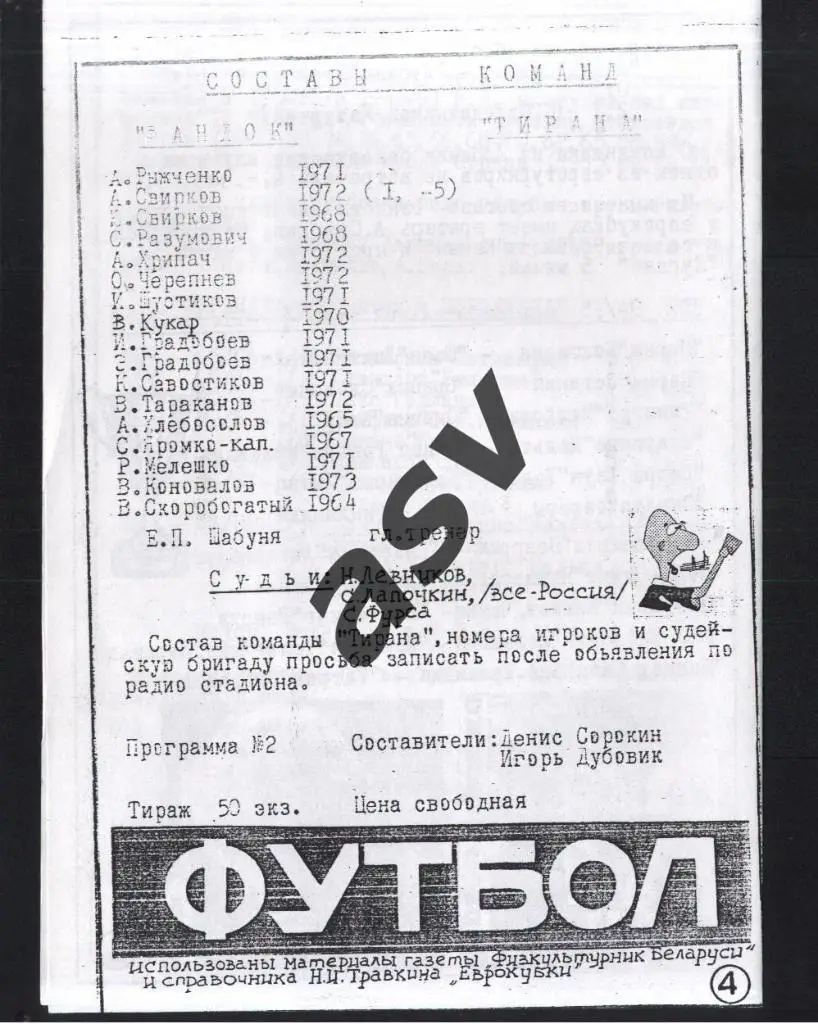 СОСТАВЫ КОМАНД
"БАНДОК" "ТИРАНА"
А.Рыжченко 1971
А.Свирков 1972 (I, -5)
Свирков 1968
С.Разумович 1968
А.Хрипач 1972
О.Черепнев 1972
И.Шустиков 1971
В.Кукар 1970
И.Градобоев 1971
Э.Градобоев 1971
К.Савостиков 1971
В.Тараканов 1972
А.Хлебосолов 1965
С.Яромко-кап. 1967
Р.Мелешко 1971
В.Коновалов 1973
В.Скоробогатый 1964
Е.П. Шабуня гл.тренер
Судьи: Н.Левников,
С.Лапочкин, /все-Россия/
С.Фурса
Состав команды "Тирана", номера игроков и судей-
скую бригаду просьба записать после обьявления по
радио стадиона.
Программа №2 Составители: Денис Сорокин
Игорь Дубовик
Тираж 50 экз. Цена свободная
ФУТБОЛ
использованы материалы газеты „Физкультурник Беларуси"
и справочника Н.И.Травкина „Еврокубки"
4
asv